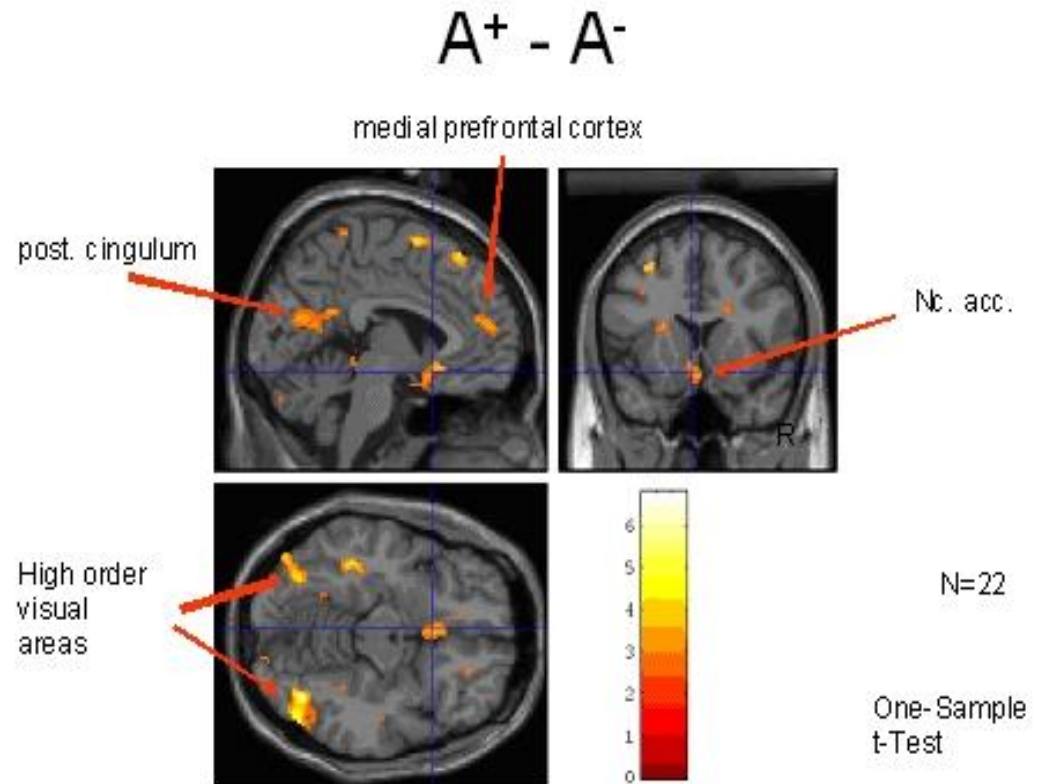 A⁺ - A⁻
medial prefrontal cortex
post. cingulum
Nc. acc.
R
High order
visual
areas
6
5
4
3
2
1
0
N=22
One-Sample
t-Test